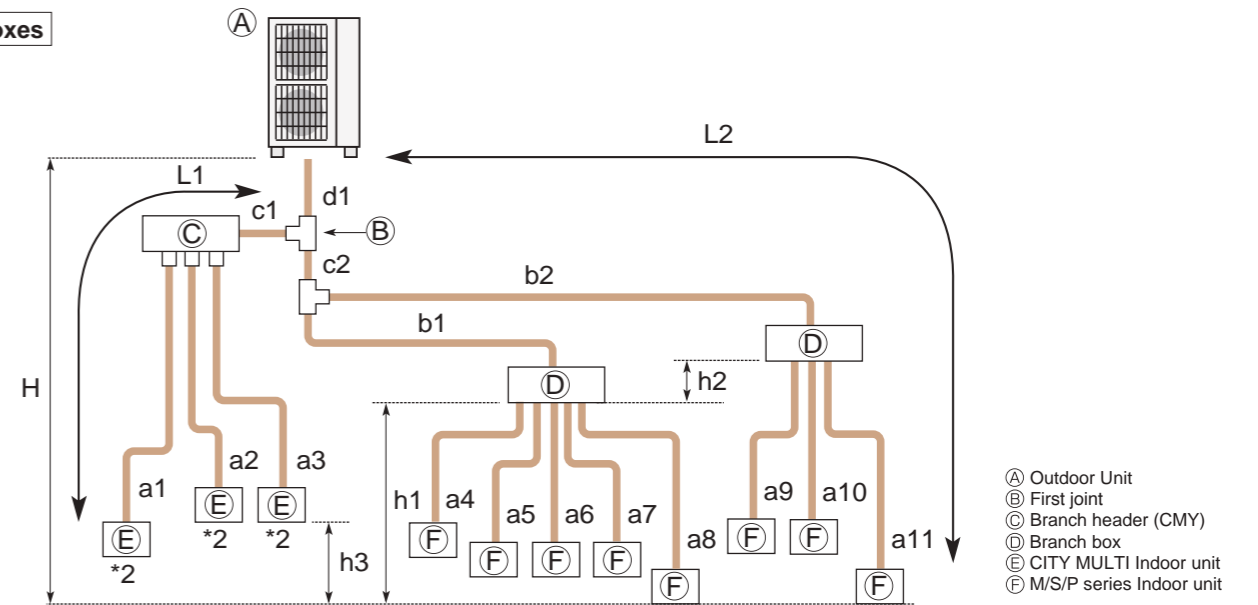 oxes
Ⓐ
L2
L1
d1
c1
Ⓒ
Ⓑ
c2
b2
b1
Ⓓ
H
Ⓓ
h2
a1
a2
a3
h1
a4
a5
a6
a7
a8
a9
a10
a11
Ⓔ
Ⓔ
Ⓔ
*2
*2
*2
h3
Ⓕ
Ⓕ
Ⓕ
Ⓕ
Ⓕ
Ⓕ
Ⓕ
Ⓕ
Ⓐ Outdoor Unit
Ⓑ First joint
Ⓒ Branch header (CMY)
Ⓓ Branch box
Ⓔ CITY MULTI Indoor unit
Ⓕ M/S/P series Indoor unit